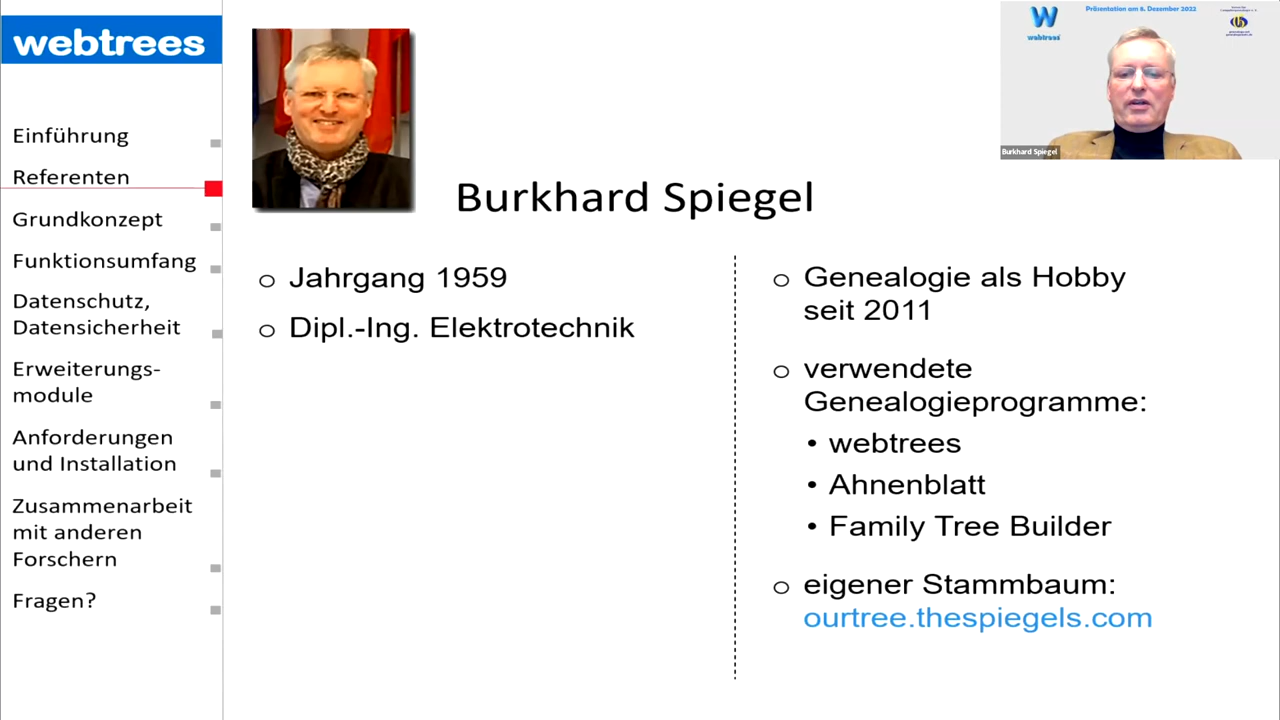 webtrees
Einführung
Referenten
Grundkonzept
Funktionsumfang
Datenschutz,
Datensicherheit
Erweiterungs-
module
Anforderungen
und Installation
Zusammenarbeit
mit anderen
Forschern
Fragen?
Burkhard Spiegel
o Jahrgang 1959
o Dipl.-Ing. Elektrotechnik
o Genealogie als Hobby
seit 2011
o verwendete
Genealogieprogramme:
• webtrees
• Ahnenblatt
• Family Tree Builder
o eigener Stammbaum:
ourtree.thespiegels.com
Präsentation am 8. Dezember 2022
W
webtrees
Burkhard Spiegel